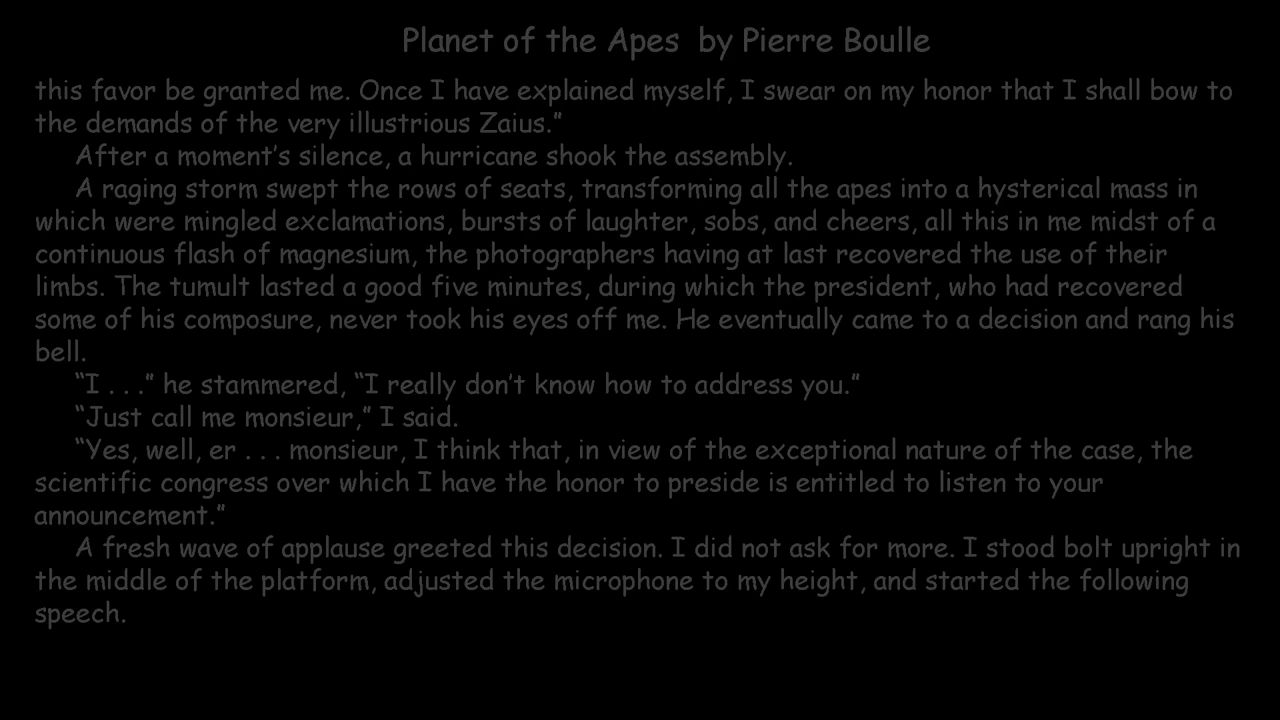 Planet of the Apes  by Pierre Boulle
this favor be granted me. Once I have explained myself, I swear on my honor that I shall bow to
the demands of the very illustrious Zaius.”
After a moment’s silence, a hurricane shook the assembly.
A raging storm swept the rows of seats, transforming all the apes into a hysterical mass in
which were mingled exclamations, bursts of laughter, sobs, and cheers, all this in me midst of a
continuous flash of magnesium, the photographers having at last recovered the use of their
limbs. The tumult lasted a good five minutes, during which the president, who had recovered
some of his composure, never took his eyes off me. He eventually came to a decision and rang his
bell.
“I . . .” he stammered, “I really don’t know how to address you.”
“Just call me monsieur,” I said.
“Yes, well, er . . . monsieur, I think that, in view of the exceptional nature of the case, the
scientific congress over which I have the honor to preside is entitled to listen to your
announcement.”
A fresh wave of applause greeted this decision. I did not ask for more. I stood bolt upright in
the middle of the platform, adjusted the microphone to my height, and started the following
speech.